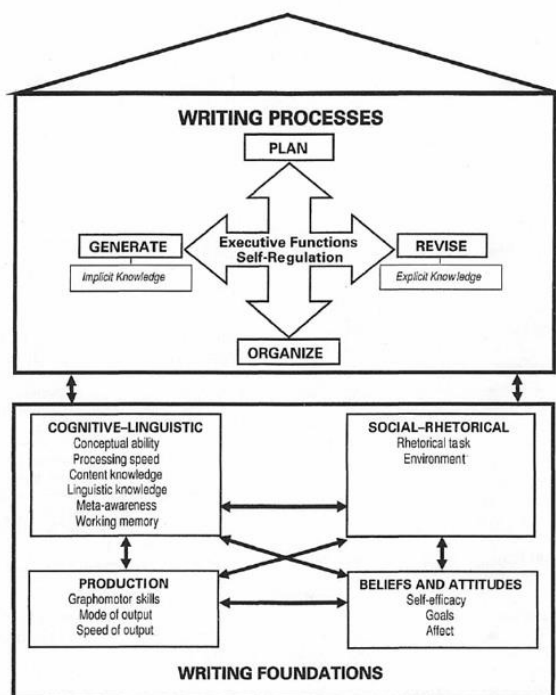 WRITING PROCESSES
PLAN
GENERATE
Implicit Knowledge
Executive Functions
Self-Regulation
REVISE
Explicit Knowledge
ORGANIZE
COGNITIVE–LINGUISTIC
Conceptual ability
Processing speed
Content knowledge
Linguistic knowledge
Meta-awareness
Working memory
SOCIAL–RHETORICAL
Rhetorical task
Environment
PRODUCTION
Graphomotor skills
Mode of output
Speed of output
BELIEFS AND ATTITUDES
Self-efficacy
Goals
Affect
WRITING FOUNDATIONS